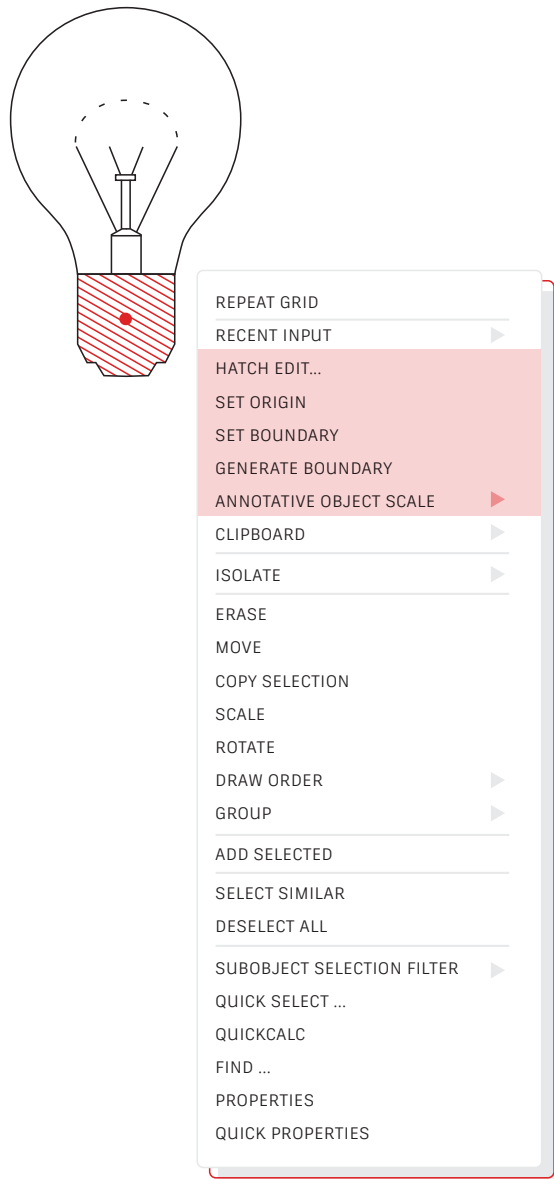 REPEAT GRID
RECENT INPUT
HATCH EDIT...
SET ORIGIN
SET BOUNDARY
GENERATE BOUNDARY
ANNOTATIVE OBJECT SCALE
CLIPBOARD
ISOLATE
ERASE
MOVE
COPY SELECTION
SCALE
ROTATE
DRAW ORDER
GROUP
ADD SELECTED
SELECT SIMILAR
DESELECT ALL
SUBOBJECT SELECTION FILTER
QUICK SELECT ...
QUICKCALC
FIND ...
PROPERTIES
QUICK PROPERTIES